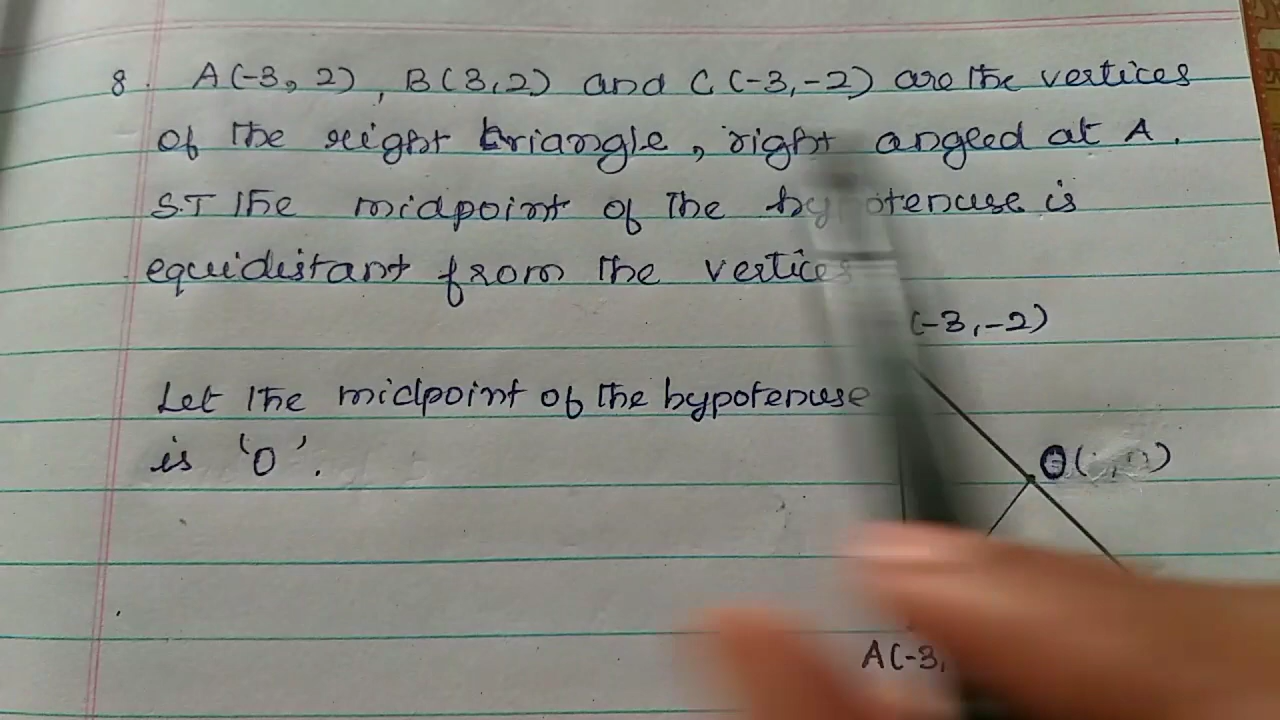 8. A(-3, 2), B(3,2) and C(-3,-2) are the vertices
of the right triangle, right angled at A.
S.T the midpoint of the is
equidistant from the
(-3,-2)
Let the midpoint of the hypotenuse
is 'O'.
O( , )
A(-3,